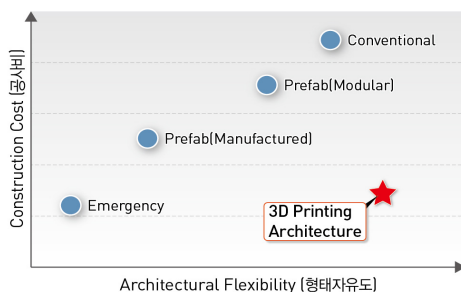 Conventional
Prefab(Modular)
Prefab(Manufactured)
Emergency
3D Printing
Architecture
Construction Cost (공사비)
Architectural Flexibility (형태자유도)